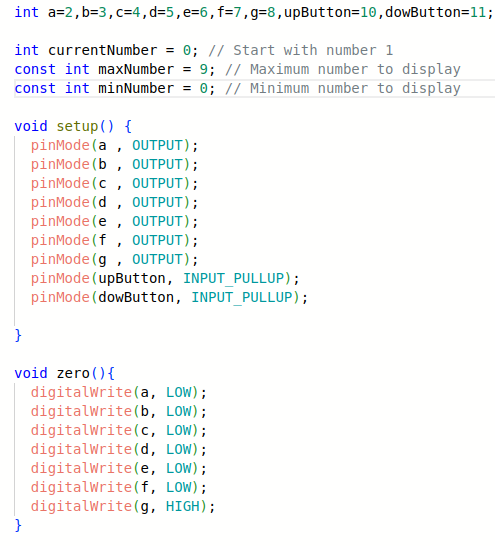 int a=2,b=3,c=4,d=5,e=6,f=7,g=8,upButton=10,dowButton=11;
int currentNumber = 0; // Start with number 1
const int maxNumber = 9; // Maximum number to display
const int minNumber = 0; // Minimum number to display
void setup() {
pinMode(a , OUTPUT);
pinMode(b , OUTPUT);
pinMode(c , OUTPUT);
pinMode(d , OUTPUT);
pinMode(e , OUTPUT);
pinMode(f , OUTPUT);
pinMode(g , OUTPUT);
pinMode(upButton, INPUT_PULLUP);
pinMode(dowButton, INPUT_PULLUP);
}
void zero(){
digitalWrite(a, LOW);
digitalWrite(b, LOW);
digitalWrite(c, LOW);
digitalWrite(d, LOW);
digitalWrite(e, LOW);
digitalWrite(f, LOW);
digitalWrite(g, HIGH);
}